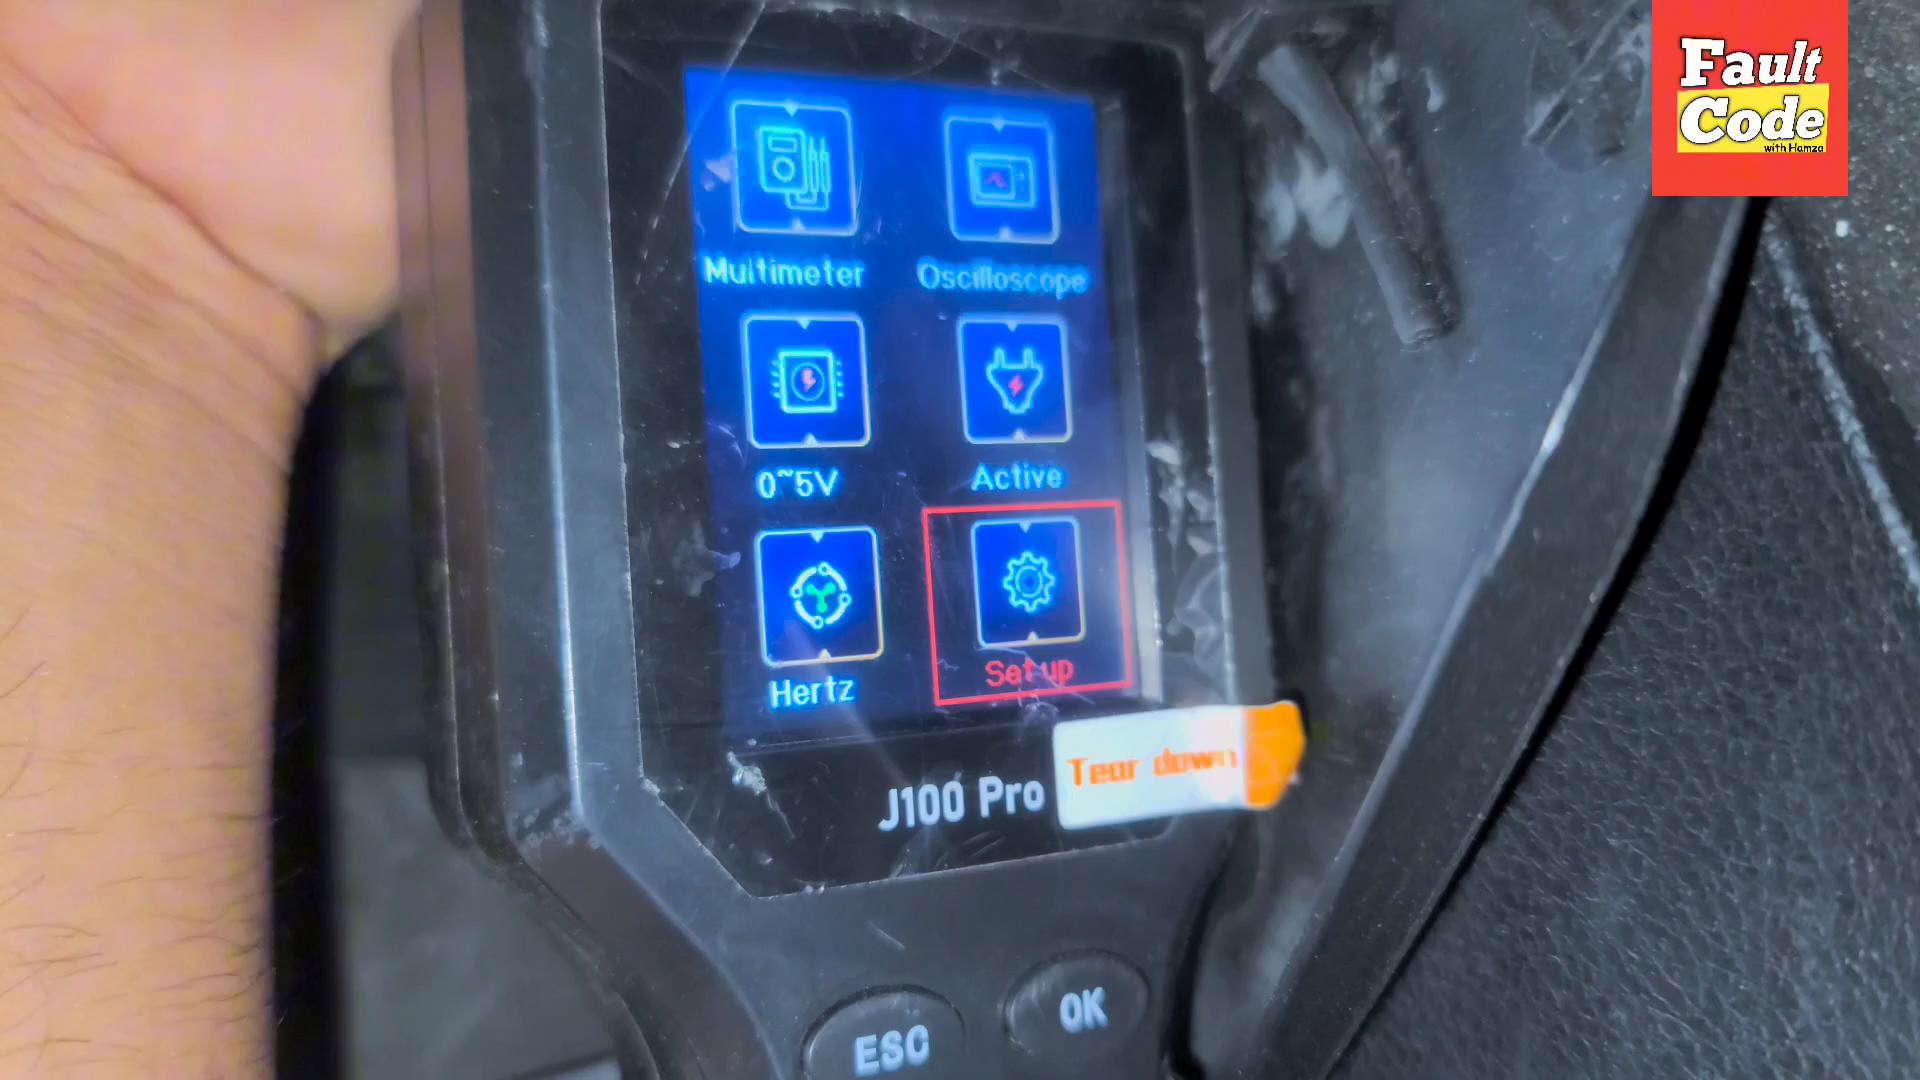 Fault
Code
with Hamza
Multimeter
Oscilloscope
0~5V
Active
Hertz
Set up
J100 Pro
Tear down
ESC
OK